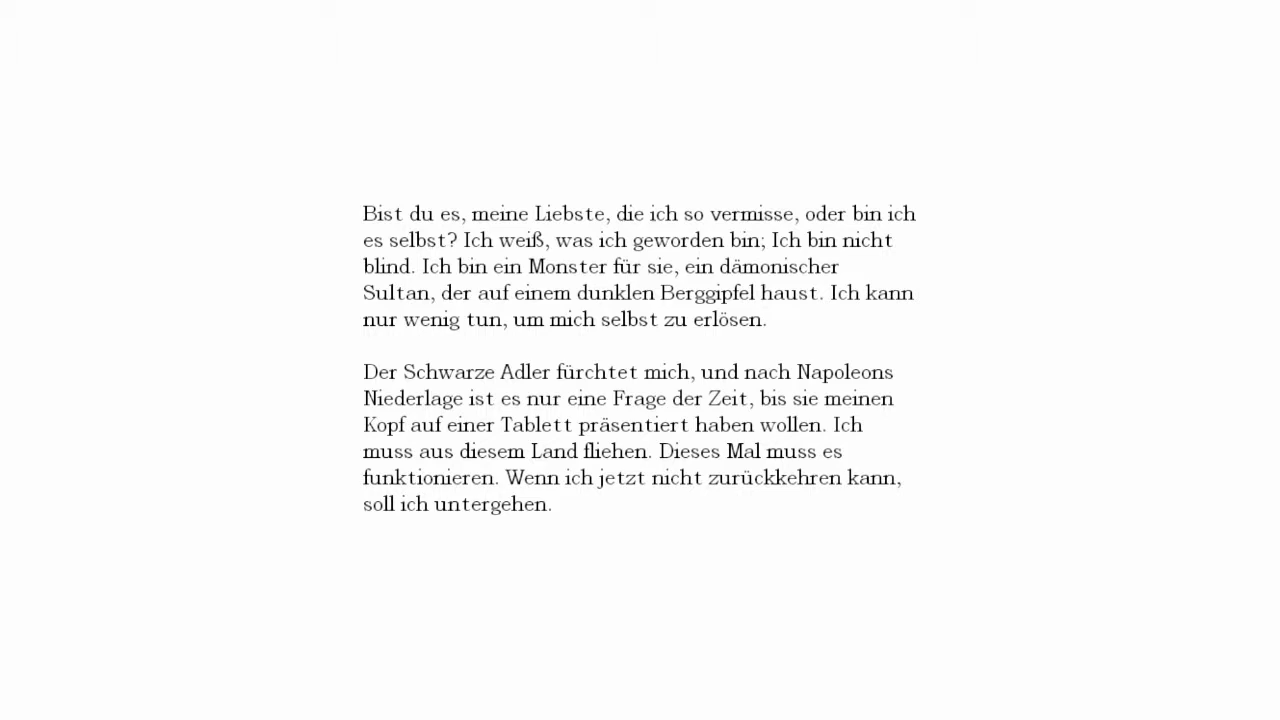 Bist du es, meine Liebste, die ich so vermisse, oder bin ich
es selbst? Ich weiß, was ich geworden bin; Ich bin nicht
blind. Ich bin ein Monster für sie, ein dämonischer
Sultan, der auf einem dunklen Berggipfel haust. Ich kann
nur wenig tun, um mich selbst zu erlösen.
Der Schwarze Adler fürchtet mich, und nach Napoleons
Niederlage ist es nur eine Frage der Zeit, bis sie meinen
Kopf auf einer Tablett präsentiert haben wollen. Ich
muss aus diesem Land fliehen. Dieses Mal muss es
funktionieren. Wenn ich jetzt nicht zurückkehren kann,
soll ich untergehen.